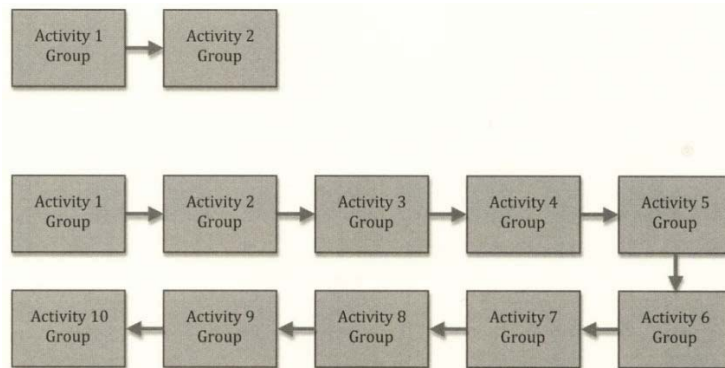 Activity 1
Group
Activity 2
Group
Activity 1
Group
Activity 2
Group
Activity 3
Group
Activity 4
Group
Activity 5
Group
Activity 10
Group
Activity 9
Group
Activity 8
Group
Activity 7
Group
Activity 6
Group